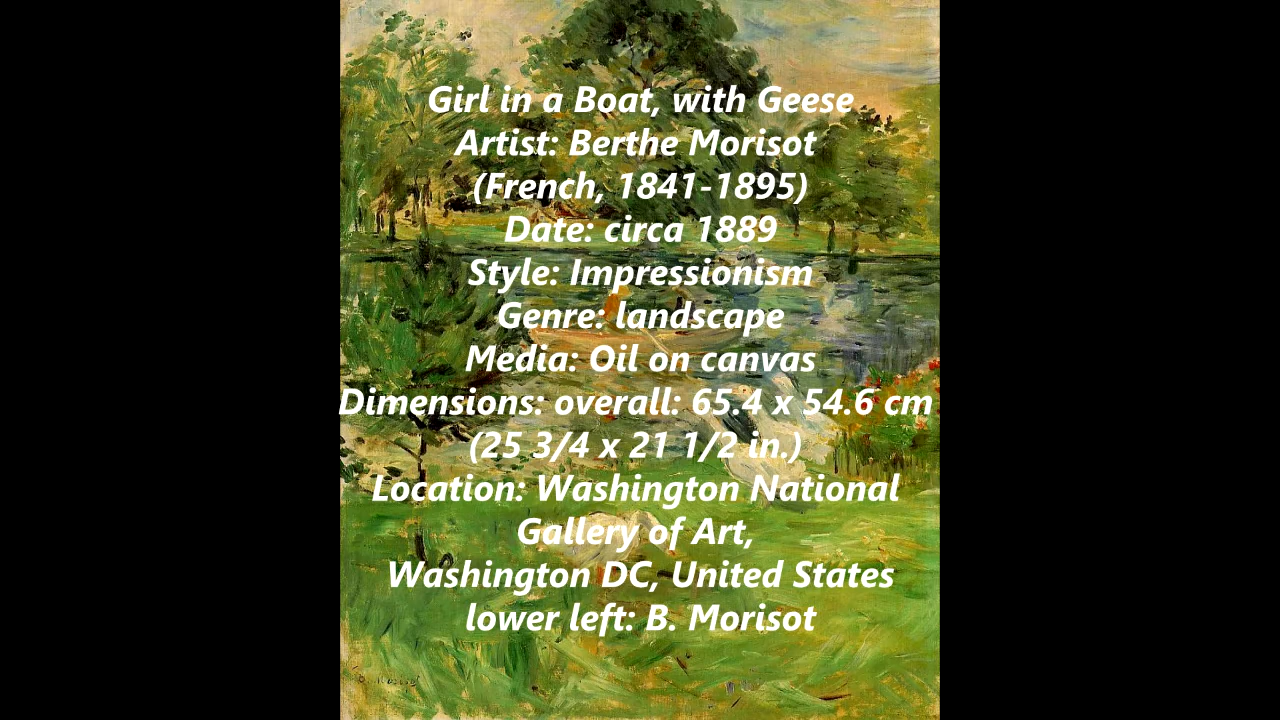 Girl in a Boat, with Geese
Artist: Berthe Morisot
(French, 1841-1895)
Date: circa 1889
Style: Impressionism
Genre: landscape
Media: Oil on canvas
Dimensions: overall: 65.4 x 54.6 cm
(25 3/4 x 21 1/2 in.)
Location: Washington National
Gallery of Art,
Washington DC, United States
lower left: B. Morisot
B. Morisot